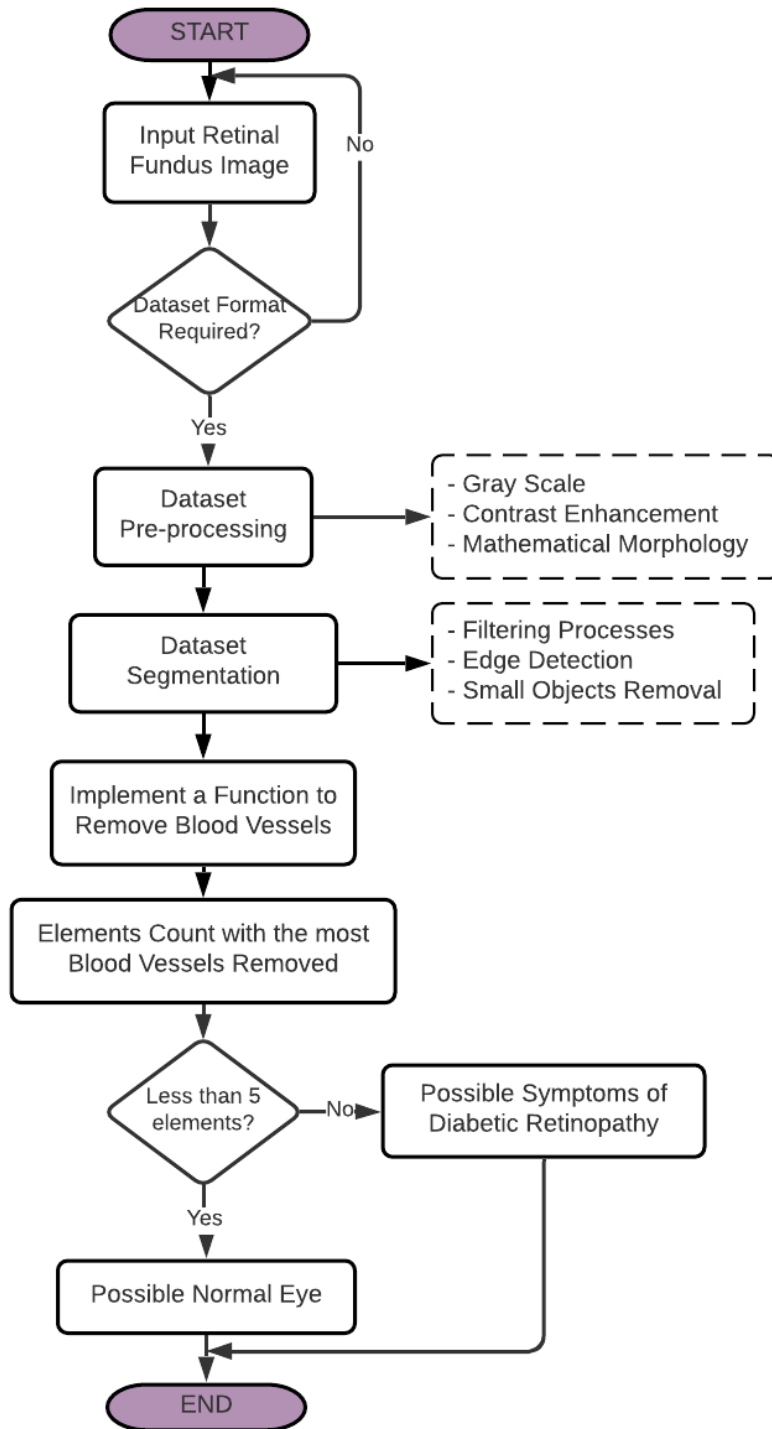 START
Input Retinal
Fundus Image
No
Dataset Format
Required?
Yes
Dataset
Pre-processing
- Gray Scale
- Contrast Enhancement
- Mathematical Morphology
Dataset
Segmentation
- Filtering Processes
- Edge Detection
- Small Objects Removal
Implement a Function to
Remove Blood Vessels
Elements Count with the most
Blood Vessels Removed
Less than 5
elements?
No
Possible Symptoms of
Diabetic Retinopathy
Yes
Possible Normal Eye
END